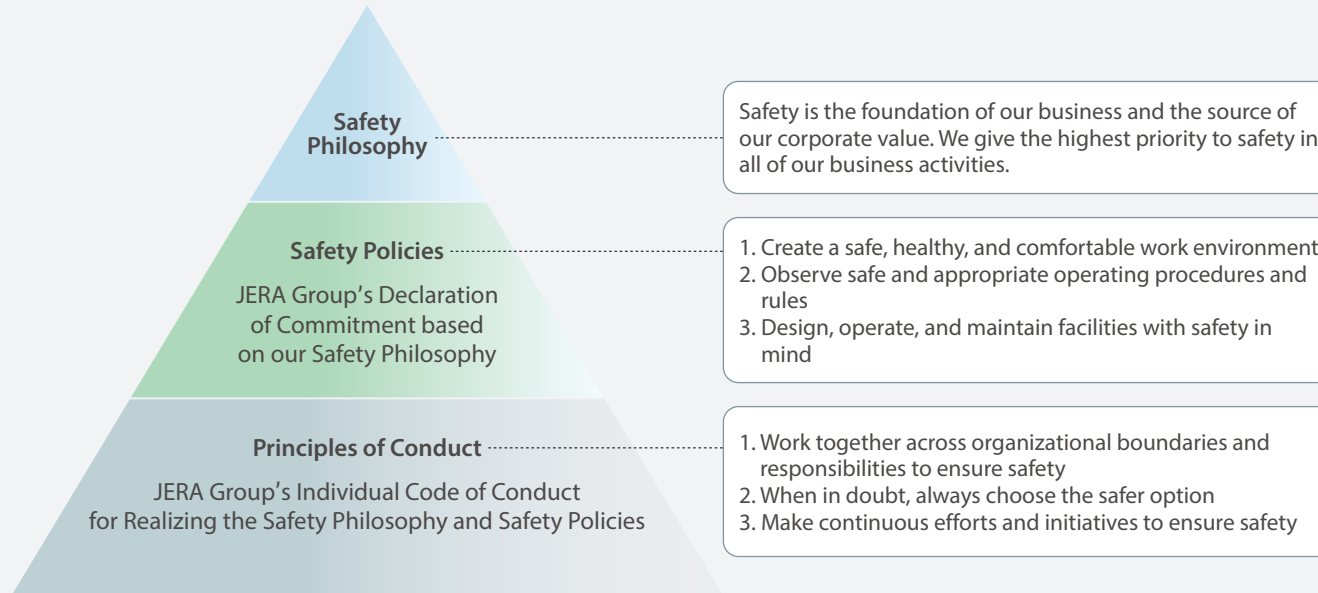 Safety
Philosophy
Safety is the foundation of our business and the source of
our corporate value. We give the highest priority to safety in
all of our business activities.
Safety Policies
JERA Group's Declaration
of Commitment based
on our Safety Philosophy
1. Create a safe, healthy, and comfortable work environment
2. Observe safe and appropriate operating procedures and
rules
3. Design, operate, and maintain facilities with safety in
mind
Principles of Conduct
JERA Group's Individual Code of Conduct
for Realizing the Safety Philosophy and Safety Policies
1. Work together across organizational boundaries and
responsibilities to ensure safety
2. When in doubt, always choose the safer option
3. Make continuous efforts and initiatives to ensure safety